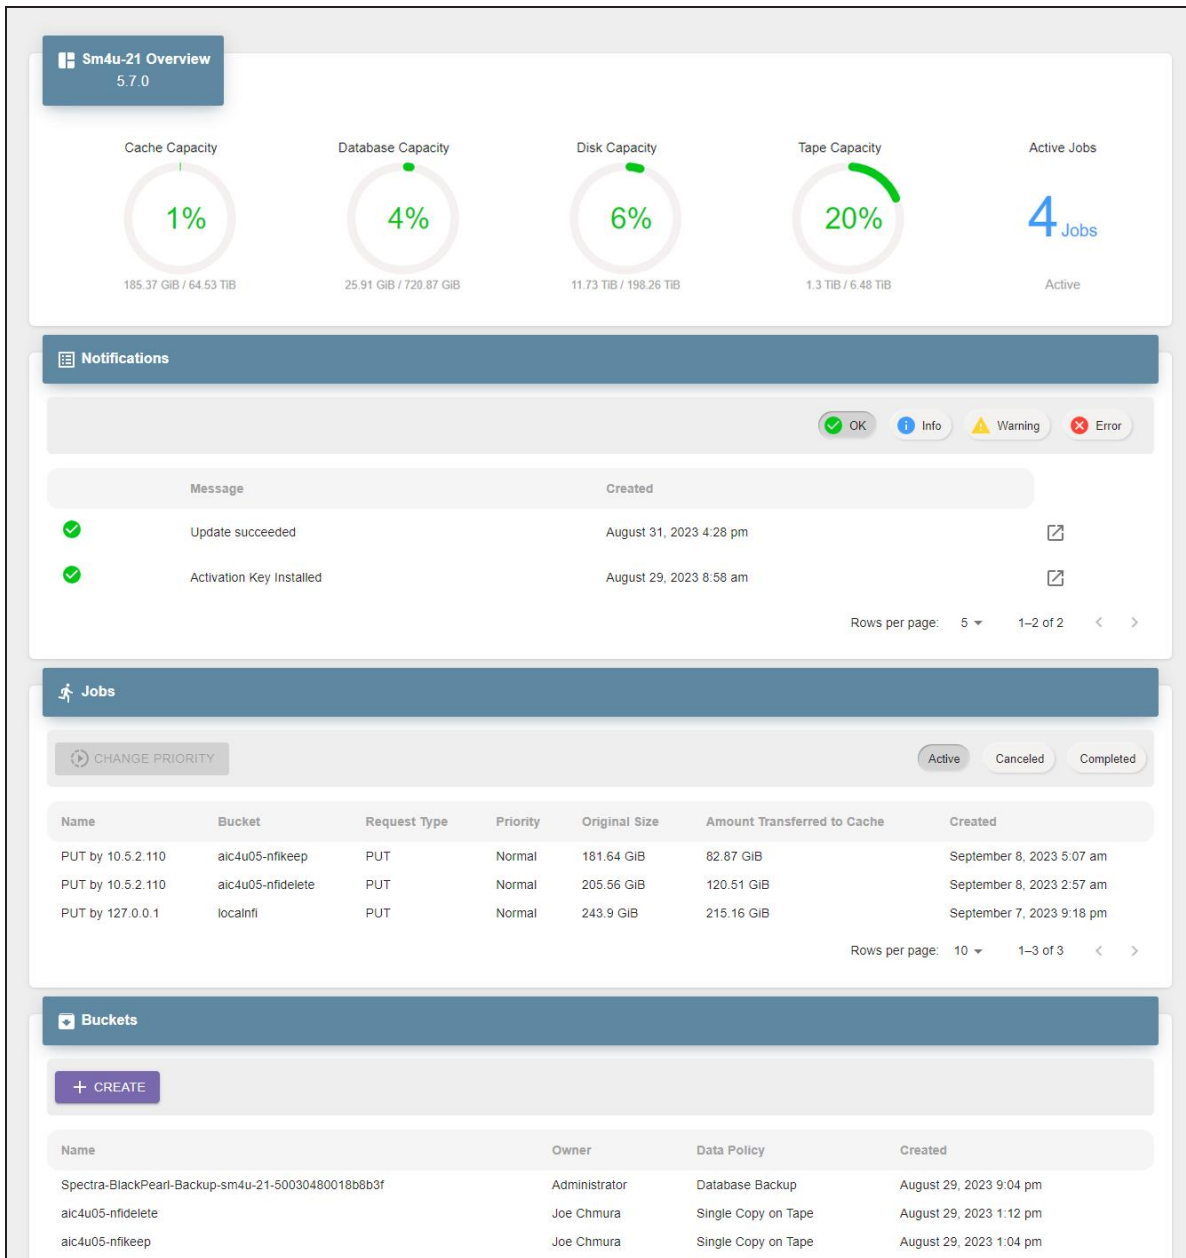 Sm4u-21 Overview
5.7.0
Cache Capacity Database Capacity Disk Capacity Tape Capacity Active Jobs
1% 4% 6% 20% 4 Jobs
185.37 GiB / 64.53 TiB 25.91 GiB / 720.87 GiB 11.73 TiB / 198.26 TiB 1.3 TiB / 6.48 TiB Active
Notifications
OK Info Warning Error
Message Created
Update succeeded August 31, 2023 4:28 pm
Activation Key Installed August 29, 2023 8:58 am
Rows per page: 5 1–2 of 2
Jobs
CHANGE PRIORITY Active Canceled Completed
Name Bucket Request Type Priority Original Size Amount Transferred to Cache Created
PUT by 10.5.2.110 aic4u05-nfikeep PUT Normal 181.64 GiB 82.87 GiB September 8, 2023 5:07 am
PUT by 10.5.2.110 aic4u05-nfidelete PUT Normal 205.56 GiB 120.51 GiB September 8, 2023 2:57 am
PUT by 127.0.0.1 localnfi PUT Normal 243.9 GiB 215.16 GiB September 7, 2023 9:18 pm
Rows per page: 10 1–3 of 3
Buckets
+ CREATE
Name Owner Data Policy Created
Spectra-BlackPearl-Backup-sm4u-21-50030480018b8b3f Administrator Database Backup August 29, 2023 9:04 pm
aic4u05-nfidelete Joe Chmura Single Copy on Tape August 29, 2023 1:12 pm
aic4u05-nfikeep Joe Chmura Single Copy on Tape August 29, 2023 1:04 pm